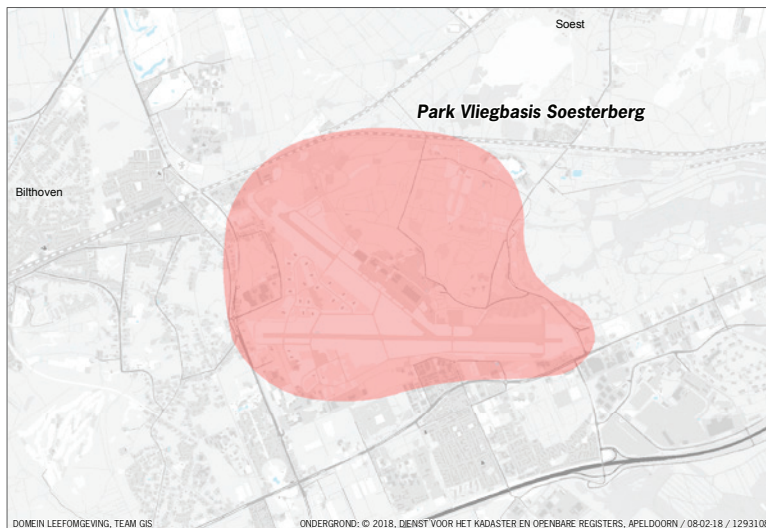 Soest
Park Vliegbasis Soesterberg
Bilthoven
DOMEIN LEEFOMGEVING, TEAM GIS
ONDERGROND: © 2018, DIENST VOOR HET KADASTER EN OPENBARE REGISTERS, APELDOORN / 08-02-18 / 1293108